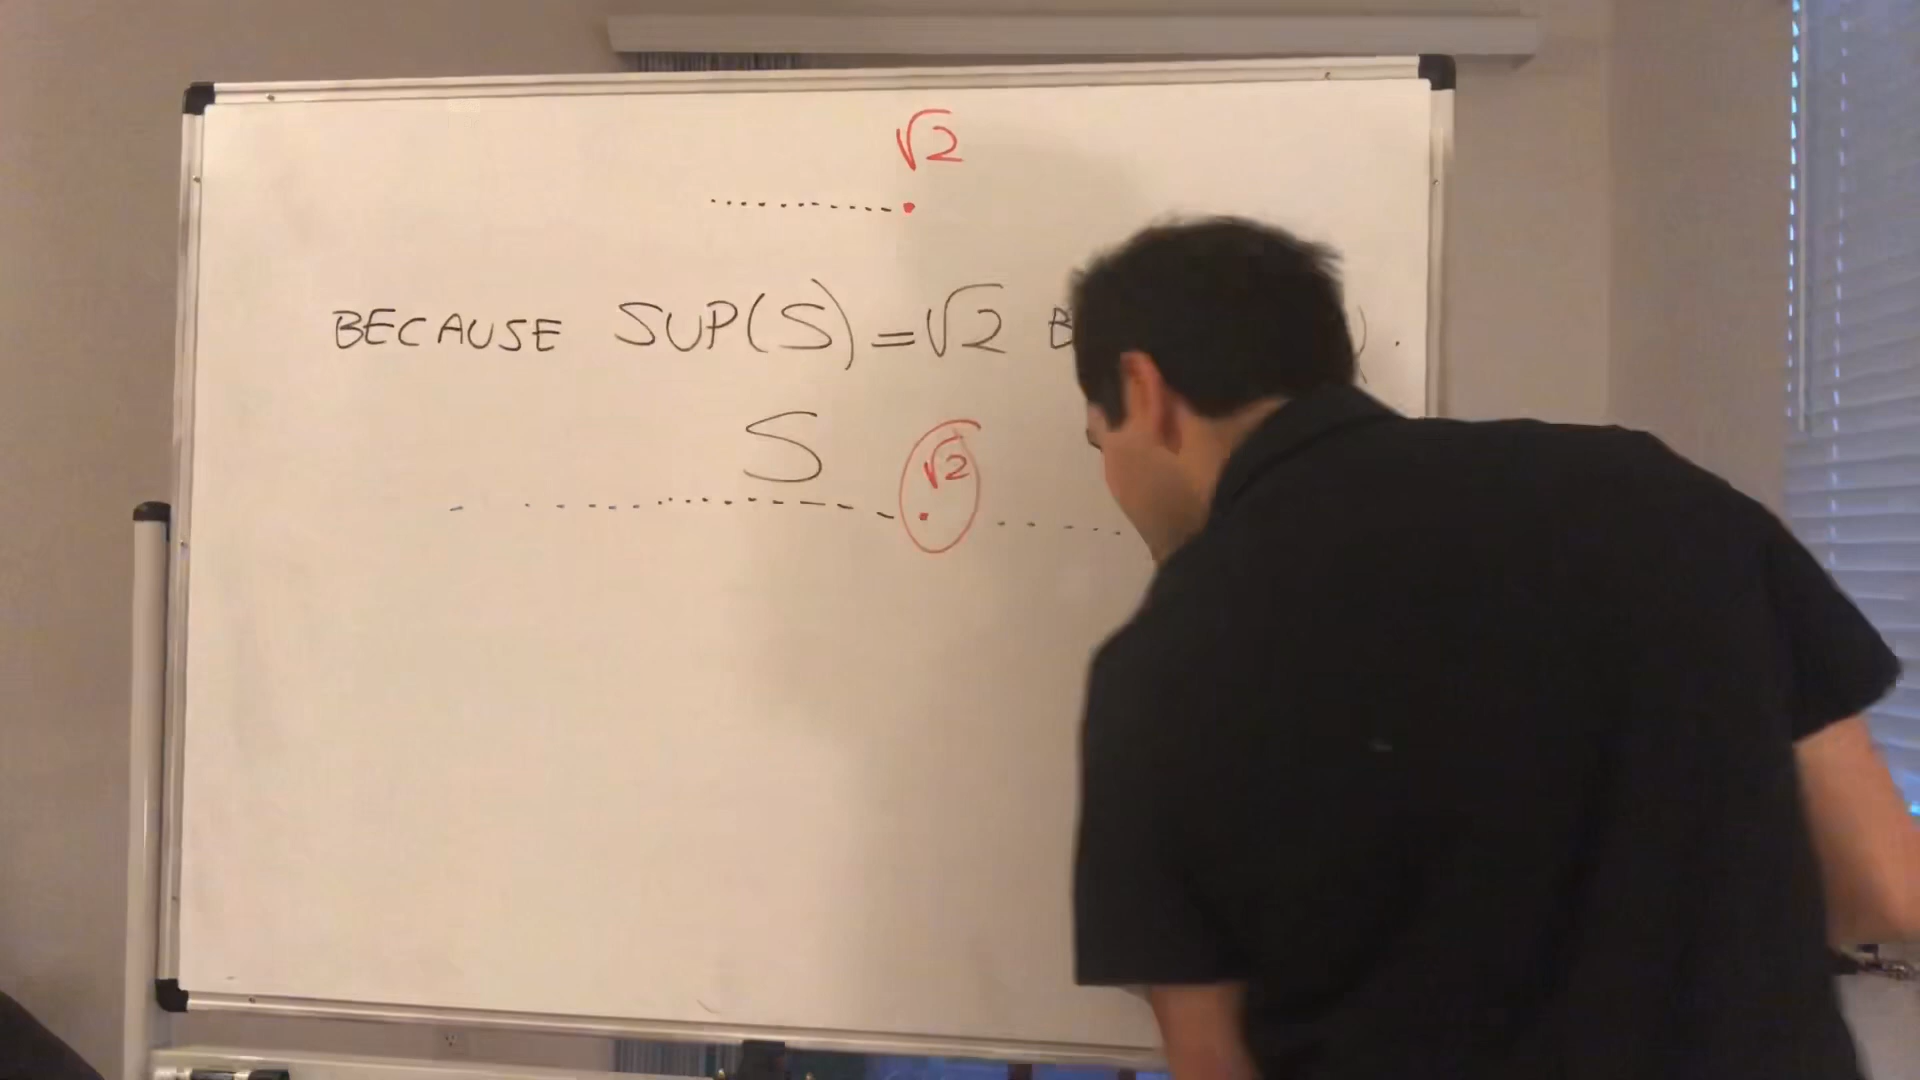 √2
BECAUSE SUP(S) = √2
S
√2